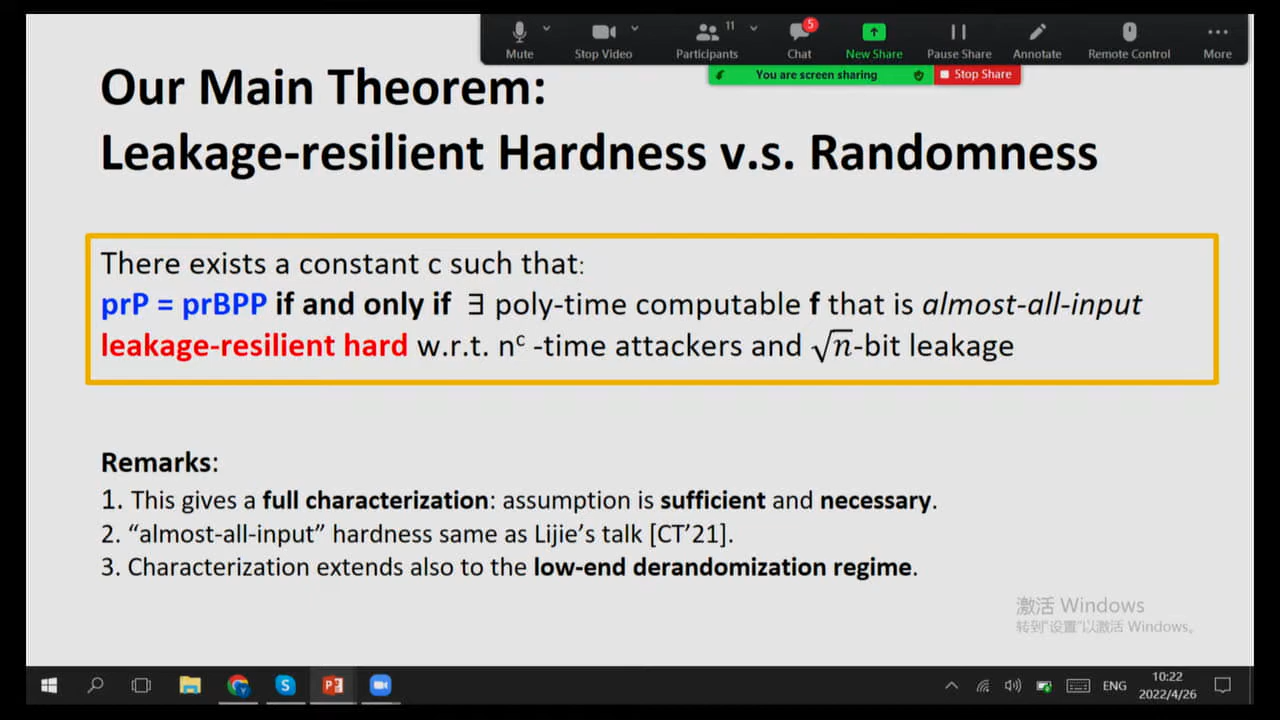 11
5
Mute
Stop Video
Participants
Chat
New Share
Pause Share
Annotate
Remote Control
More
You are screen sharing
Stop Share
Our Main Theorem:
Leakage-resilient Hardness v.s. Randomness
There exists a constant c such that:
prP = prBPP if and only if ∃ poly-time computable f that is almost-all-input
leakage-resilient hard w.r.t. nᶜ -time attackers and √n-bit leakage
Remarks:
1. This gives a full characterization: assumption is sufficient and necessary.
2. “almost-all-input” hardness same as Lijie’s talk [CT’21].
3. Characterization extends also to the low-end derandomization regime.
激活 Windows
转到“设置”以激活 Windows。
ENG
10:22
2022/4/26